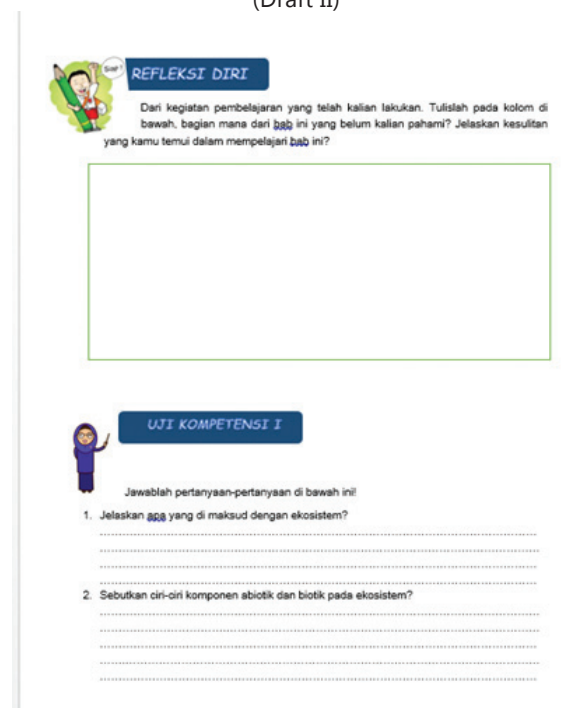 (Draft II)
Siap!
REFLEKSI DIRI
Dari kegiatan pembelajaran yang telah kalian lakukan. Tulislah pada kolom di
bawah, bagian mana dari bab ini yang belum kalian pahami? Jelaskan kesulitan
yang kamu temui dalam mempelajari bab ini?
UJI KOMPETENSI I
Jawablah pertanyaan-pertanyaan di bawah ini!
1. Jelaskan apa yang di maksud dengan ekosistem?
2. Sebutkan ciri-ciri komponen abiotik dan biotik pada ekosistem?